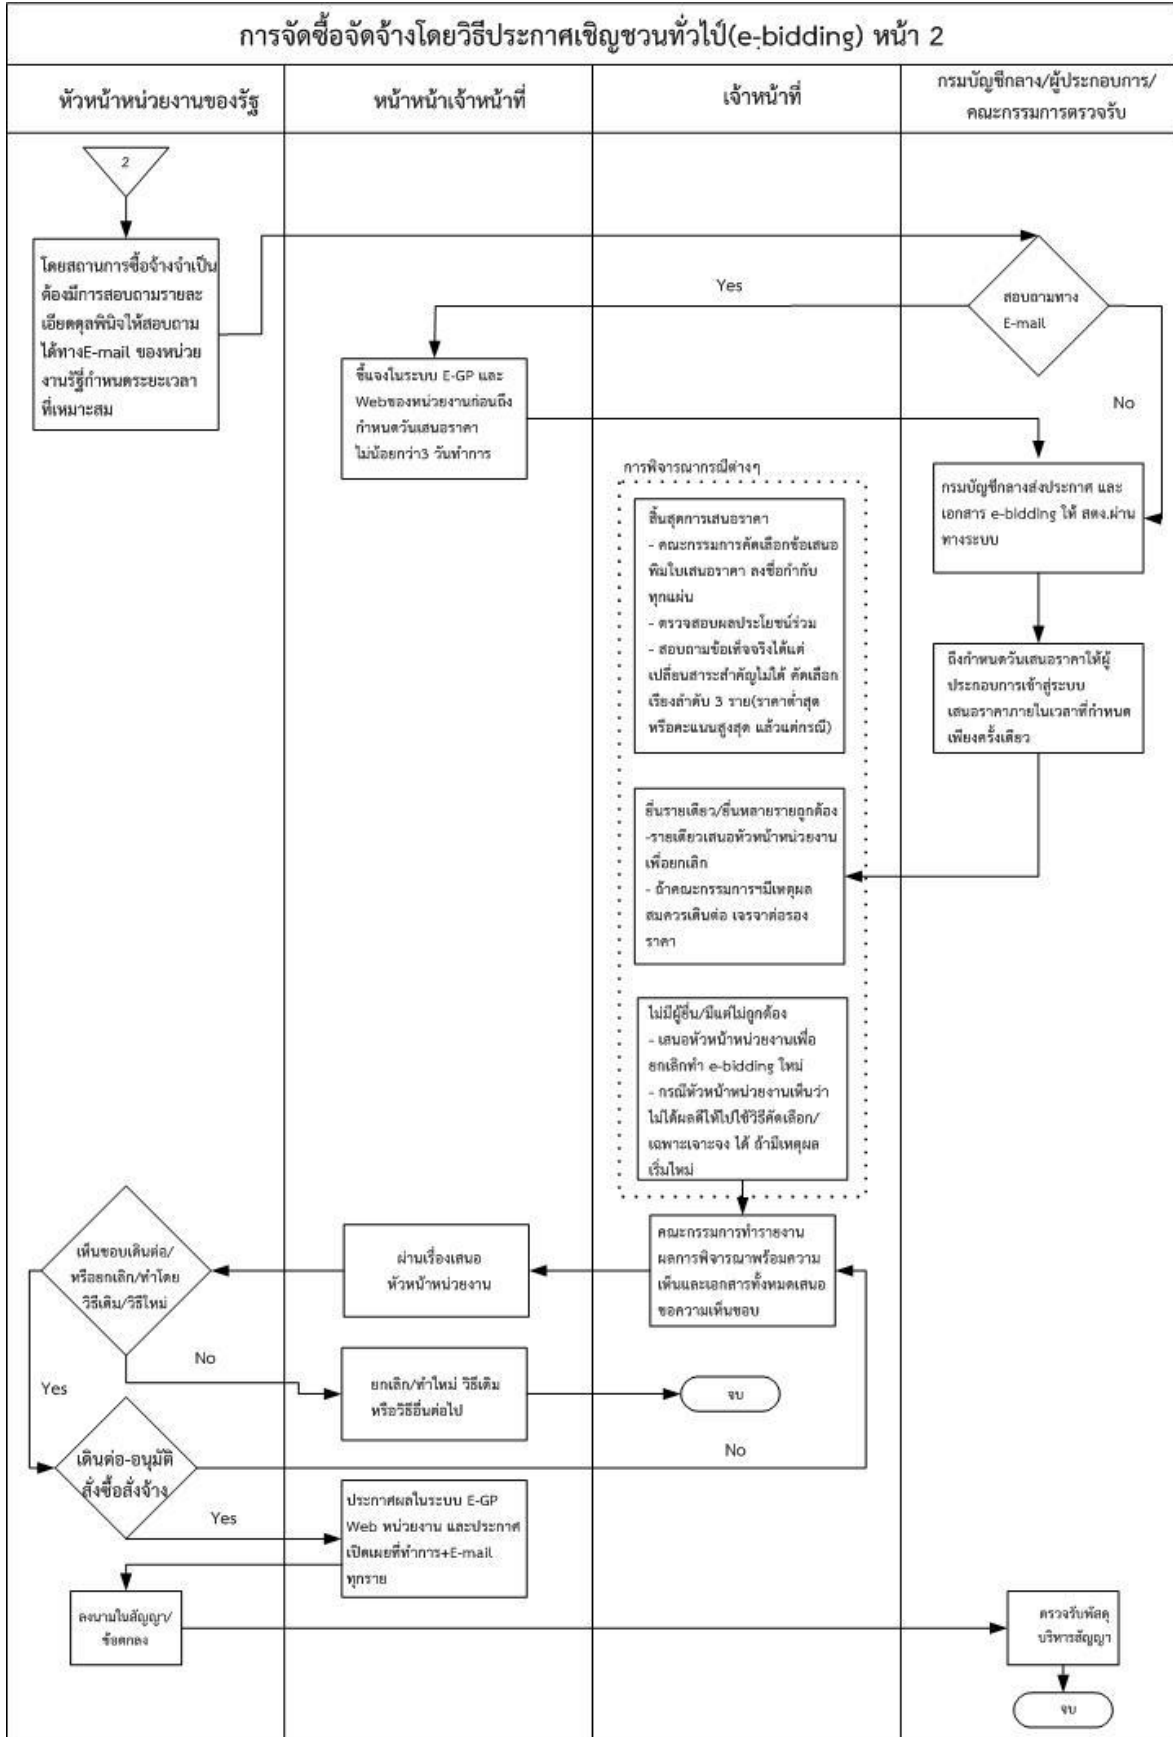 การจัดซื้อจัดจ้างโดยวิธีประกาศเชิญชวนทั่วไป(e-bidding) หน้า 2
หัวหน้าหน่วยงานของรัฐ
หน้าหน้าเจ้าหน้าที่
เจ้าหน้าที่
กรมบัญชีกลาง/ผู้ประกอบการ/
คณะกรรมการตรวจรับ
2
โดยสถานการซื้อจ้างจำเป็น
ต้องมีการสอบถามรายละ
เอียดดุลพินิจให้สอบถาม
ได้ทางE-mail ของหน่วย
งานรัฐี่กำหนดระยะเวลา
ที่เหมาะสม
สอบถามทาง
E-mail
Yes
No
ชี้แจงในระบบ E-GP และ
Webของหน่วยงานก่อนถึง
กำหนดวันเสนอราคา
ไม่น้อยกว่า3 วันทำการ
กรมบัญชีกลางส่งประกาศ และ
เอกสาร e-bidding ให้ สตง.ผ่าน
ทางระบบ
ถึงกำหนดวันเสนอราคาให้ผู้
ประกอบการเข้าสู่ระบบ
เสนอราคาภายในเวลาที่กำหนด
เพียงครั้งเดียว
การพิจารณากรณีต่างๆ
สิ้นสุดการเสนอราคา
- คณะกรรมการคัดเลือกข้อเสนอ
พิมใบเสนอราคา ลงชื่อกำกับ
ทุกแผ่น
- ตรวจสอบผลประโยชน์ร่วม
- สอบถามข้อเท็จจริงได้แต่
เปลี่ยนสาระสำคัญไม่ได้ คัดเลือก
เรียงลำดับ 3 ราย(ราคาต่ำสุด
หรือคะแนนสูงสุด แล้วแต่กรณี)
ยื่นรายเดียว/ยื่นหลายรายถูกต้อง
-รายเดียวเสนอหัวหน้าหน่วยงาน
เพื่อยกเลิก
- ถ้าคณะกรรมการฯมีเหตุผล
สมควรเดินต่อ เจรจาต่อรอง
ราคา
ไม่มีผู้ยื่น/มีแต่ไม่ถูกต้อง
- เสนอหัวหน้าหน่วยงานเพื่อ
ยกเลิกทำ e-bidding ใหม่
- กรณีหัวหน้าหน่วยงานเห็นว่า
ไม่ได้ผลดีให้ไปใช้วิธีคัดเลือก/
เฉพาะเจาะจง ได้ ถ้ามีเหตุผล
เริ่มใหม่
คณะกรรมการทำรายงาน
ผลการพิจารณาพร้อมความ
เห็นและเอกสารทั้งหมดเสนอ
ขอความเห็นชอบ
ผ่านเรื่องเสนอ
หัวหน้าหน่วยงาน
เห็นชอบเดินต่อ/
หรือยกเลิก/ทำโดย
วิธีเดิม/วิธีใหม่
No
Yes
ยกเลิก/ทำใหม่ วิธีเดิม
หรือวิธีอื่นต่อไป
จบ
เดินต่อ-อนุมัติ
สั่งซื้อสั่งจ้าง
No
Yes
ประกาศผลในระบบ E-GP
Web หน่วยงาน และประกาศ
เปิดเผยที่ทำการ+E-mail
ทุกราย
ลงนามในสัญญา/
ข้อตกลง
ตรวจรับพัสดุ
บริหารสัญญา
จบ